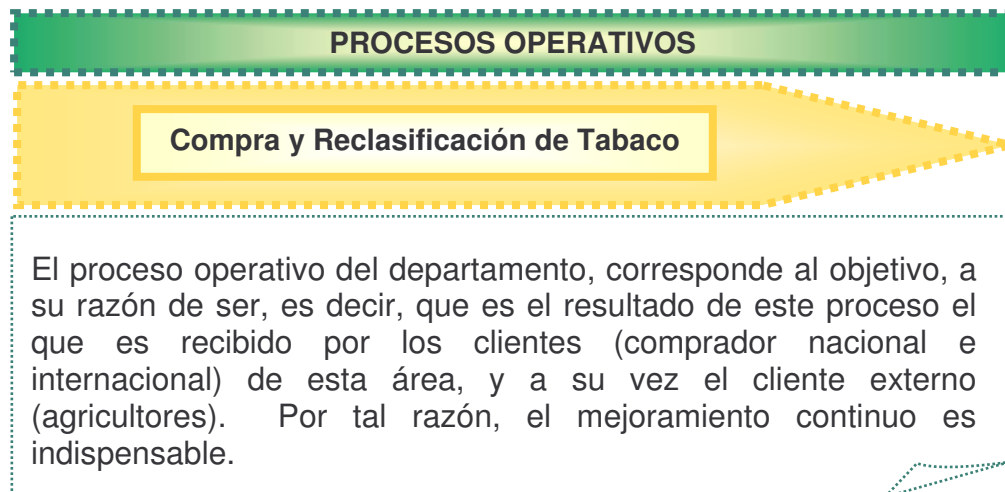 PROCESOS OPERATIVOS
Compra y Reclasificación de Tabaco
El proceso operativo del departamento, corresponde al objetivo, a
su razón de ser, es decir, que es el resultado de este proceso el
que es recibido por los clientes (comprador nacional e
internacional) de esta área, y a su vez el cliente externo
(agricultores). Por tal razón, el mejoramiento continuo es
indispensable.